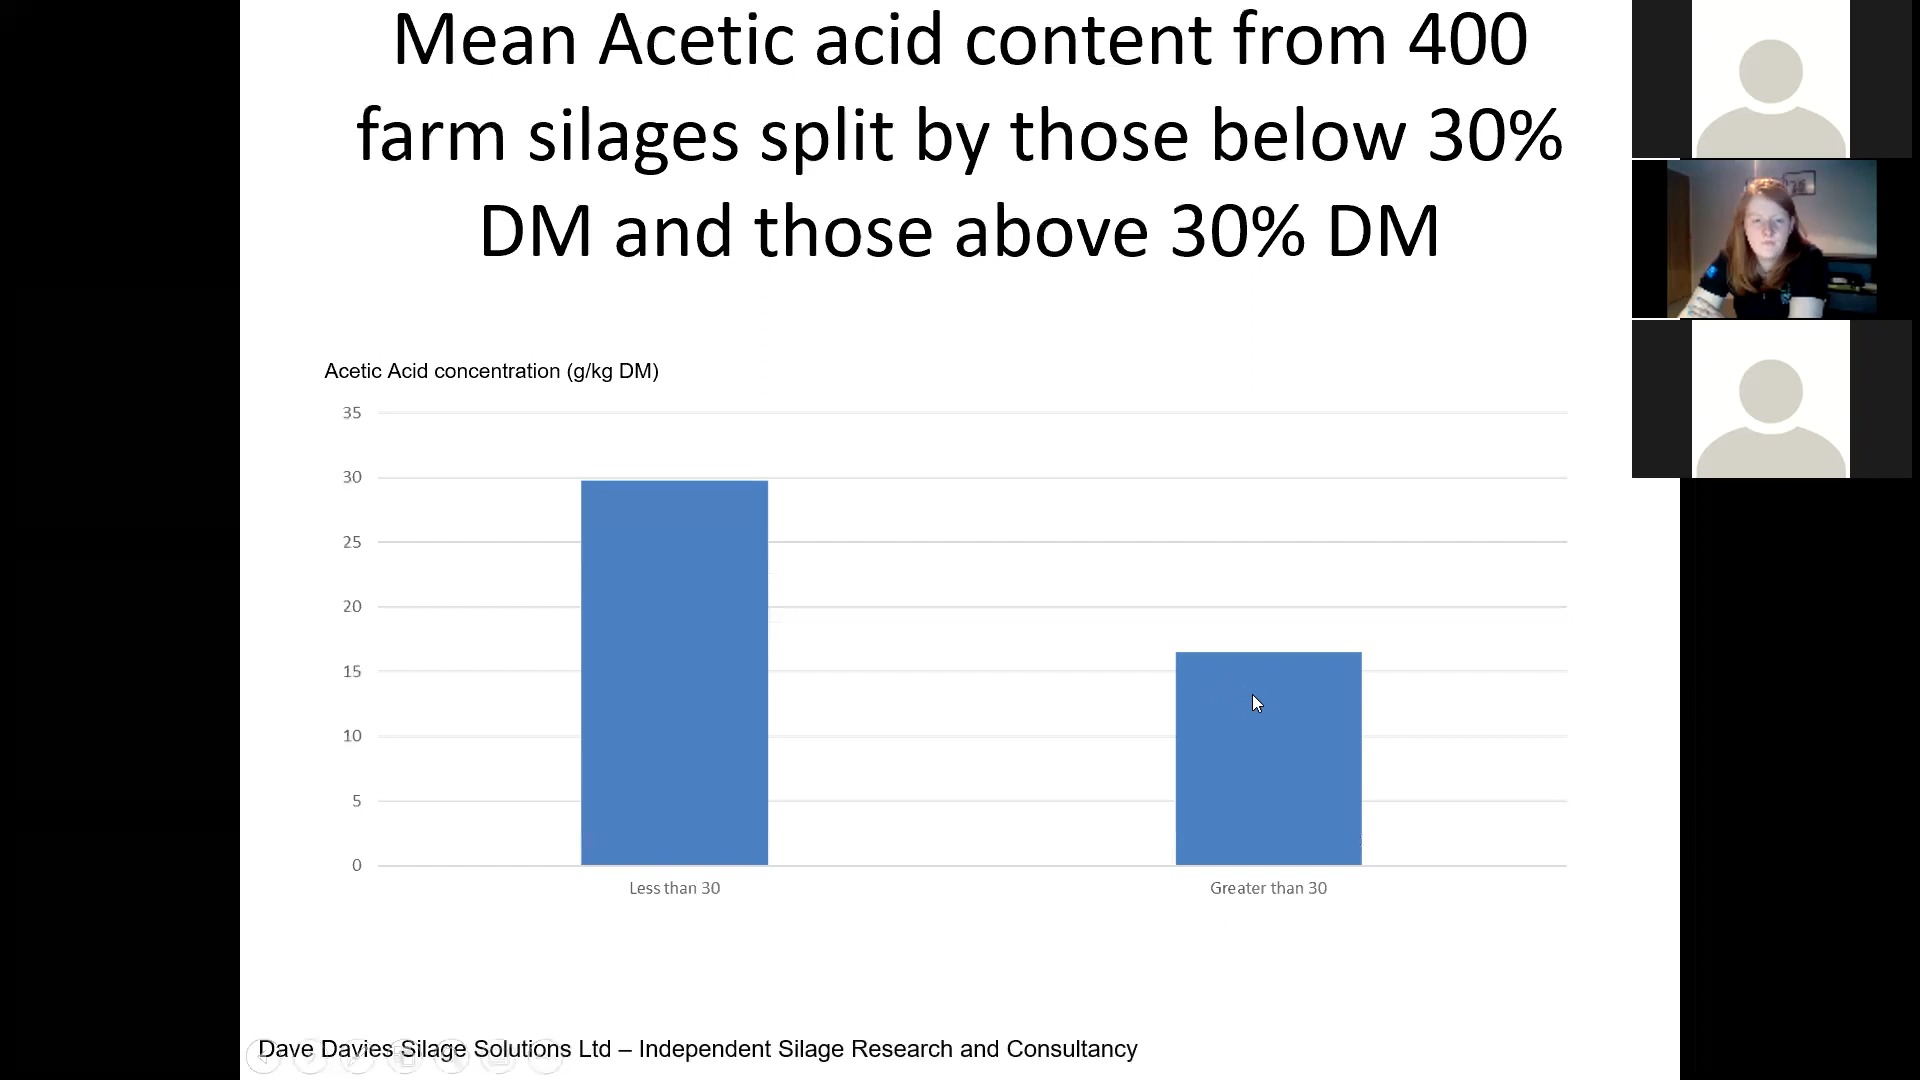 Mean Acetic acid content from 400
farm silages split by those below 30%
DM and those above 30% DM
Acetic Acid concentration (g/kg DM)
35
30
25
20
15
10
5
0
Less than 30
Greater than 30
Dave Davies Silage Solutions Ltd – Independent Silage Research and Consultancy